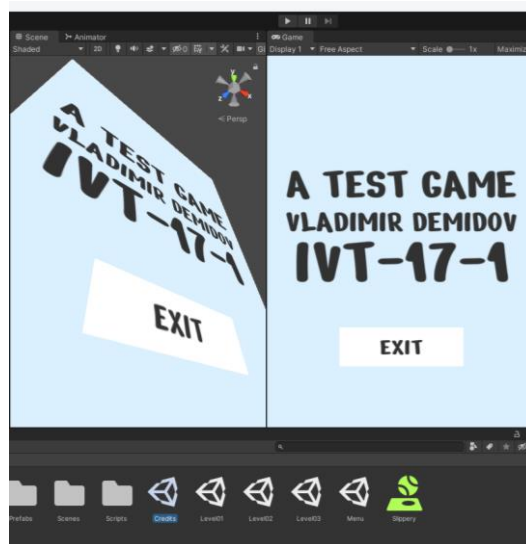 Scene Animator
Shaded 2D 0
Persp
y
z x
A TEST GAME
VLADIMIR DEMIDOV
IVT-17-1
EXIT
Game
Display 1 Free Aspect Scale 1x Maximiz
A TEST GAME
VLADIMIR DEMIDOV
IVT-17-1
EXIT
Prefabs Scenes Scripts Credits Level01 Level02 Level03 Menu Slippery